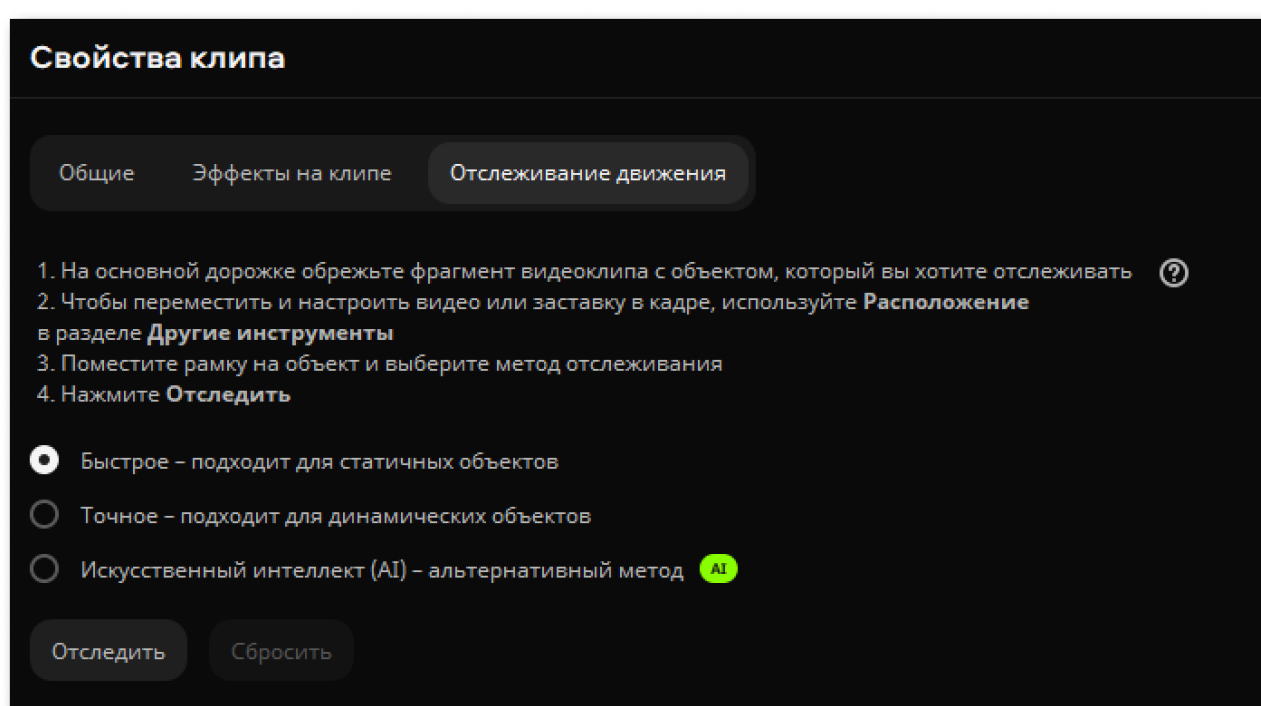 Свойства клипа
Общие Эффекты на клипе Отслеживание движения
1. На основной дорожке обрежьте фрагмент видеоклипа с объектом, который вы хотите отслеживать ?
2. Чтобы переместить и настроить видео или заставку в кадре, используйте Расположение
в разделе Другие инструменты
3. Поместите рамку на объект и выберите метод отслеживания
4. Нажмите Отследить
Быстрое – подходит для статичных объектов
Точное – подходит для динамических объектов
Искусственный интеллект (AI) – альтернативный метод AI
Отследить Сбросить